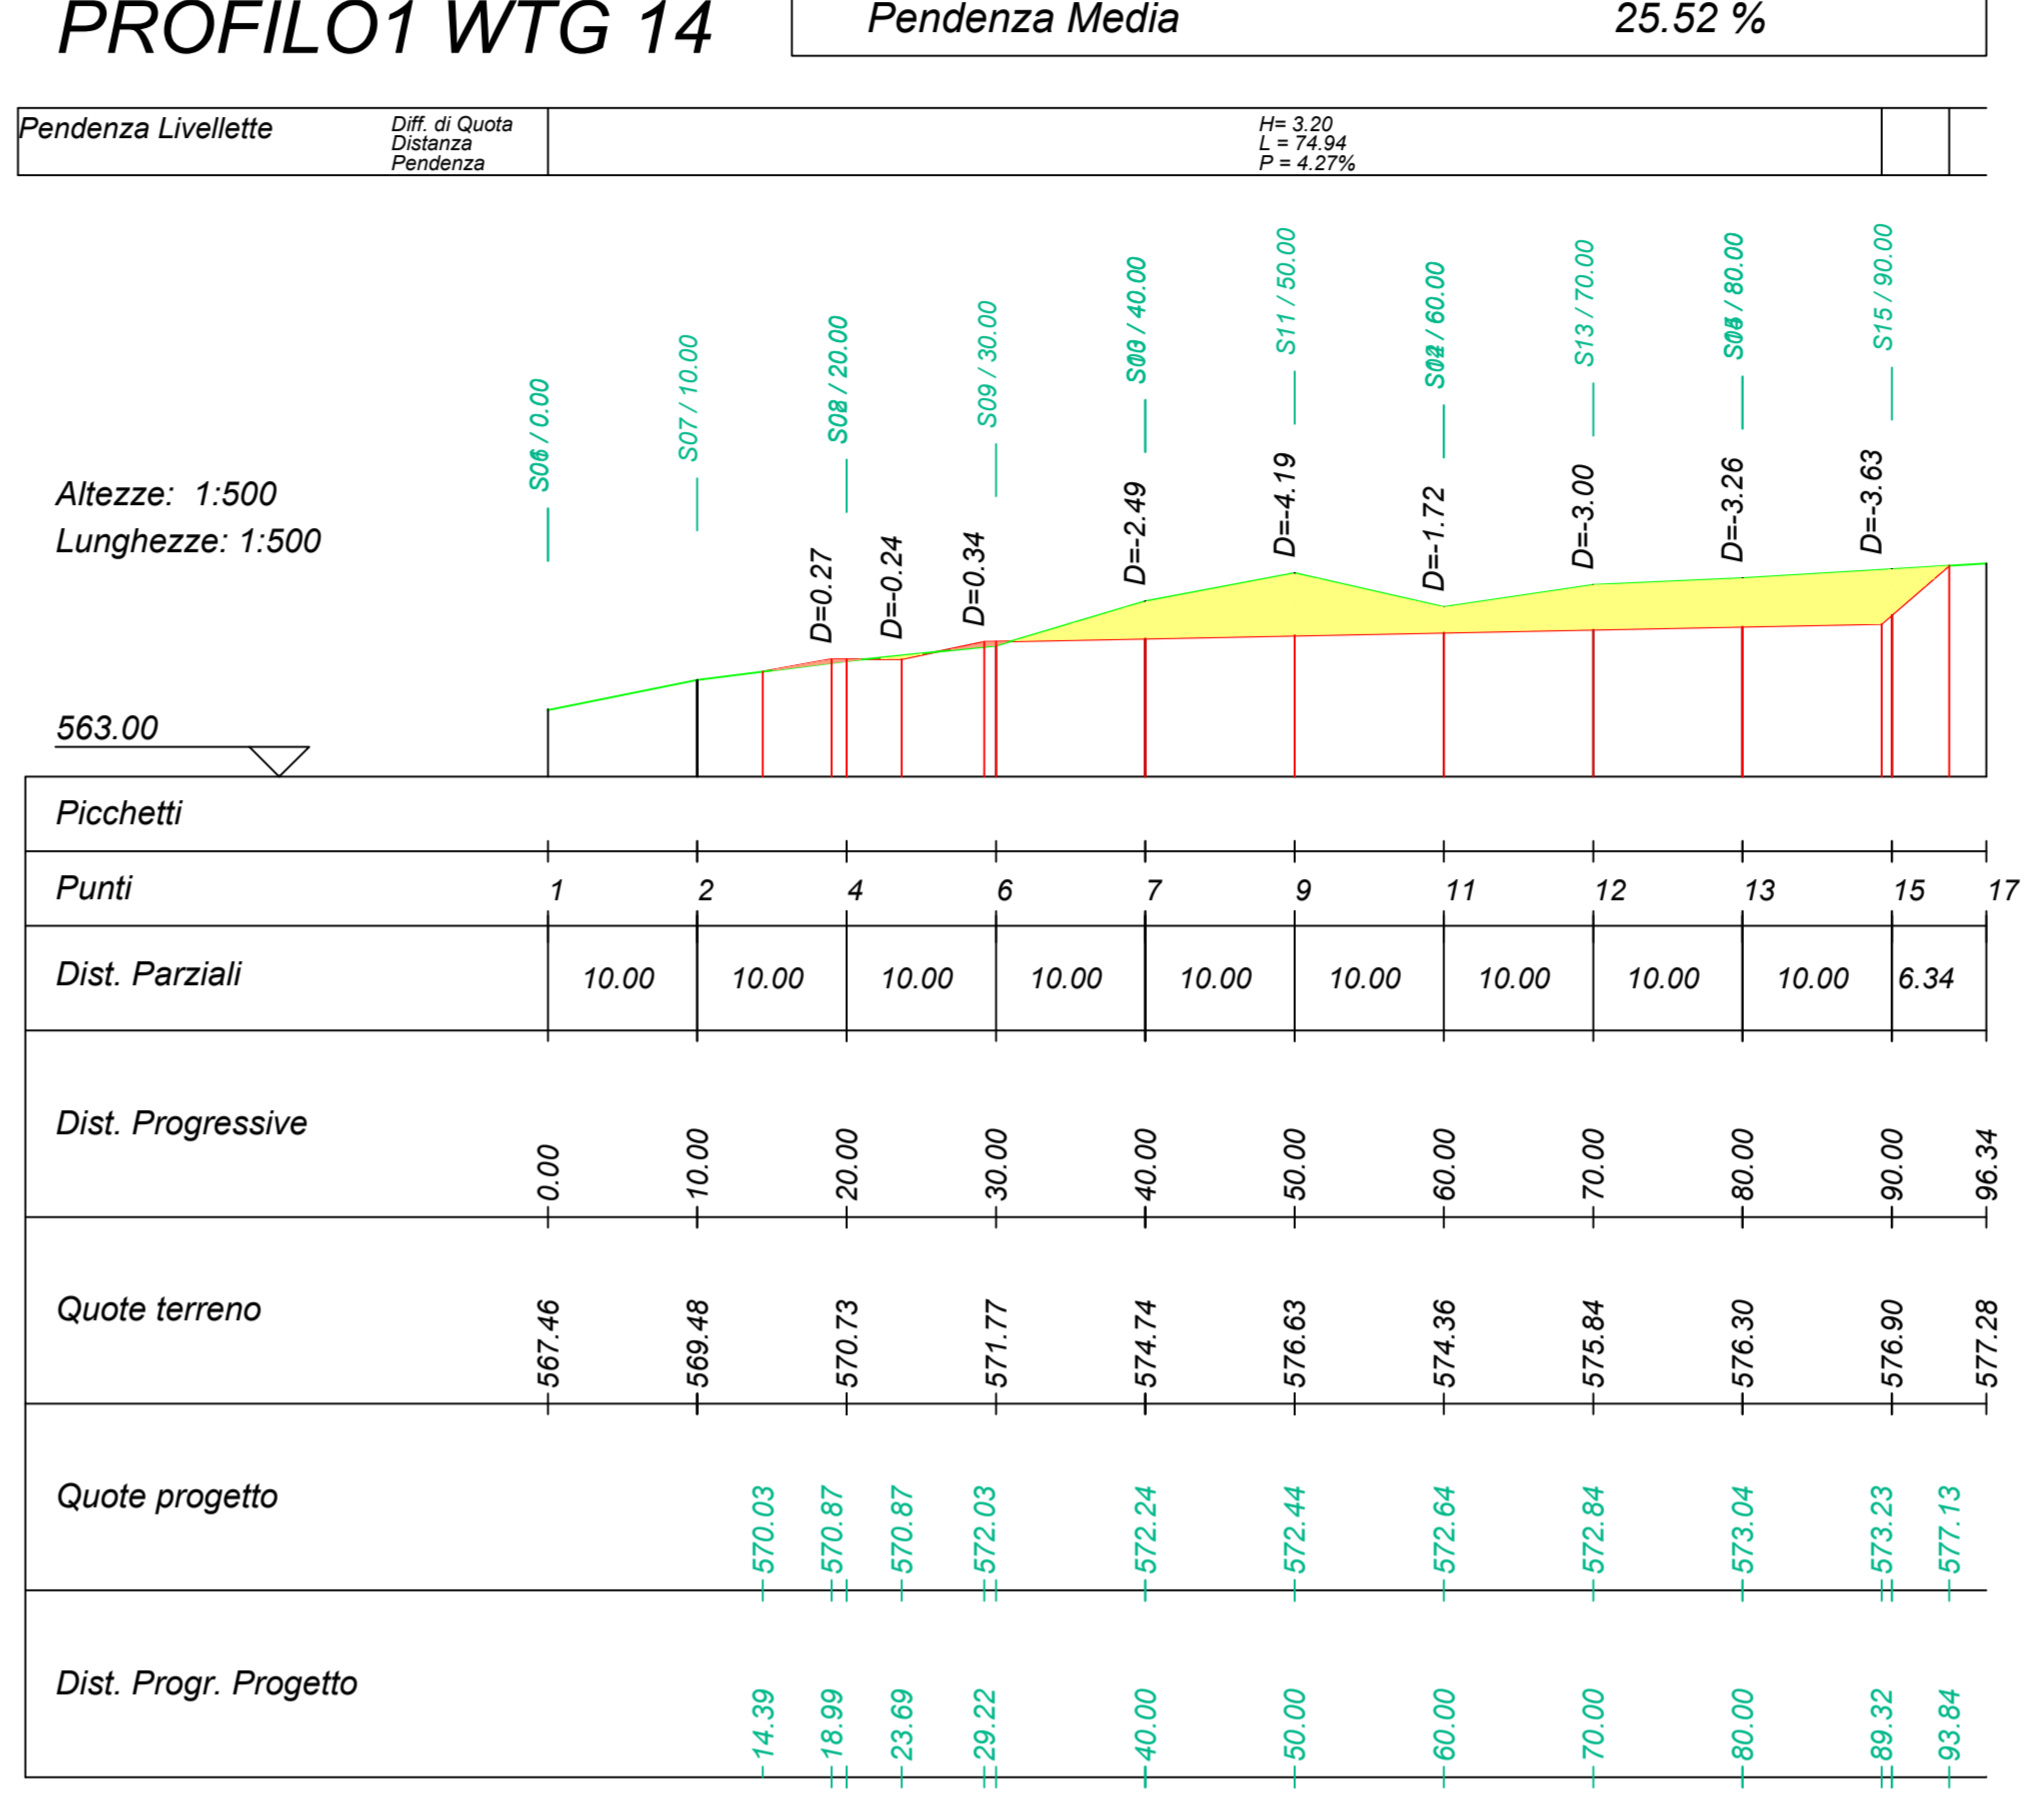 PROFILO1 WTG 14
Pendenza Media 25.52 %
Pendenza Livellette
Diff. di Quota
Distanza
Pendenza
H= 3.20
L = 74.94
P = 4.27%
/ 0.00
S07 / 10.00
/ 20.00
S09 / 30.00
/ 40.00
S11 / 50.00
/ 60.00
S13 / 70.00
/ 80.00
S15 / 90.00
Altezze: 1:500
Lunghezze: 1:500
D=0.27
D=-0.24
D=0.34
D=-2.49
D=-4.19
D=-1.72
D=-3.00
D=-3.26
D=-3.63
563.00
Picchetti
Punti 1 2 4 6 7 9 11 12 13 15 17
Dist. Parziali 10.00 10.00 10.00 10.00 10.00 10.00 10.00 10.00 10.00 6.34
Dist. Progressive 0.00 10.00 20.00 30.00 40.00 50.00 60.00 70.00 80.00 90.00 96.34
Quote terreno 567.46 569.48 570.73 571.77 574.74 576.63 574.36 575.84 576.30 576.90 577.28
Quote progetto 570.03 570.87 570.87 572.03 572.24 572.44 572.64 572.84 573.04 573.23 577.13
Dist. Progr. Progetto 14.39 18.99 23.69 29.22 40.00 50.00 60.00 70.00 80.00 89.32 93.84